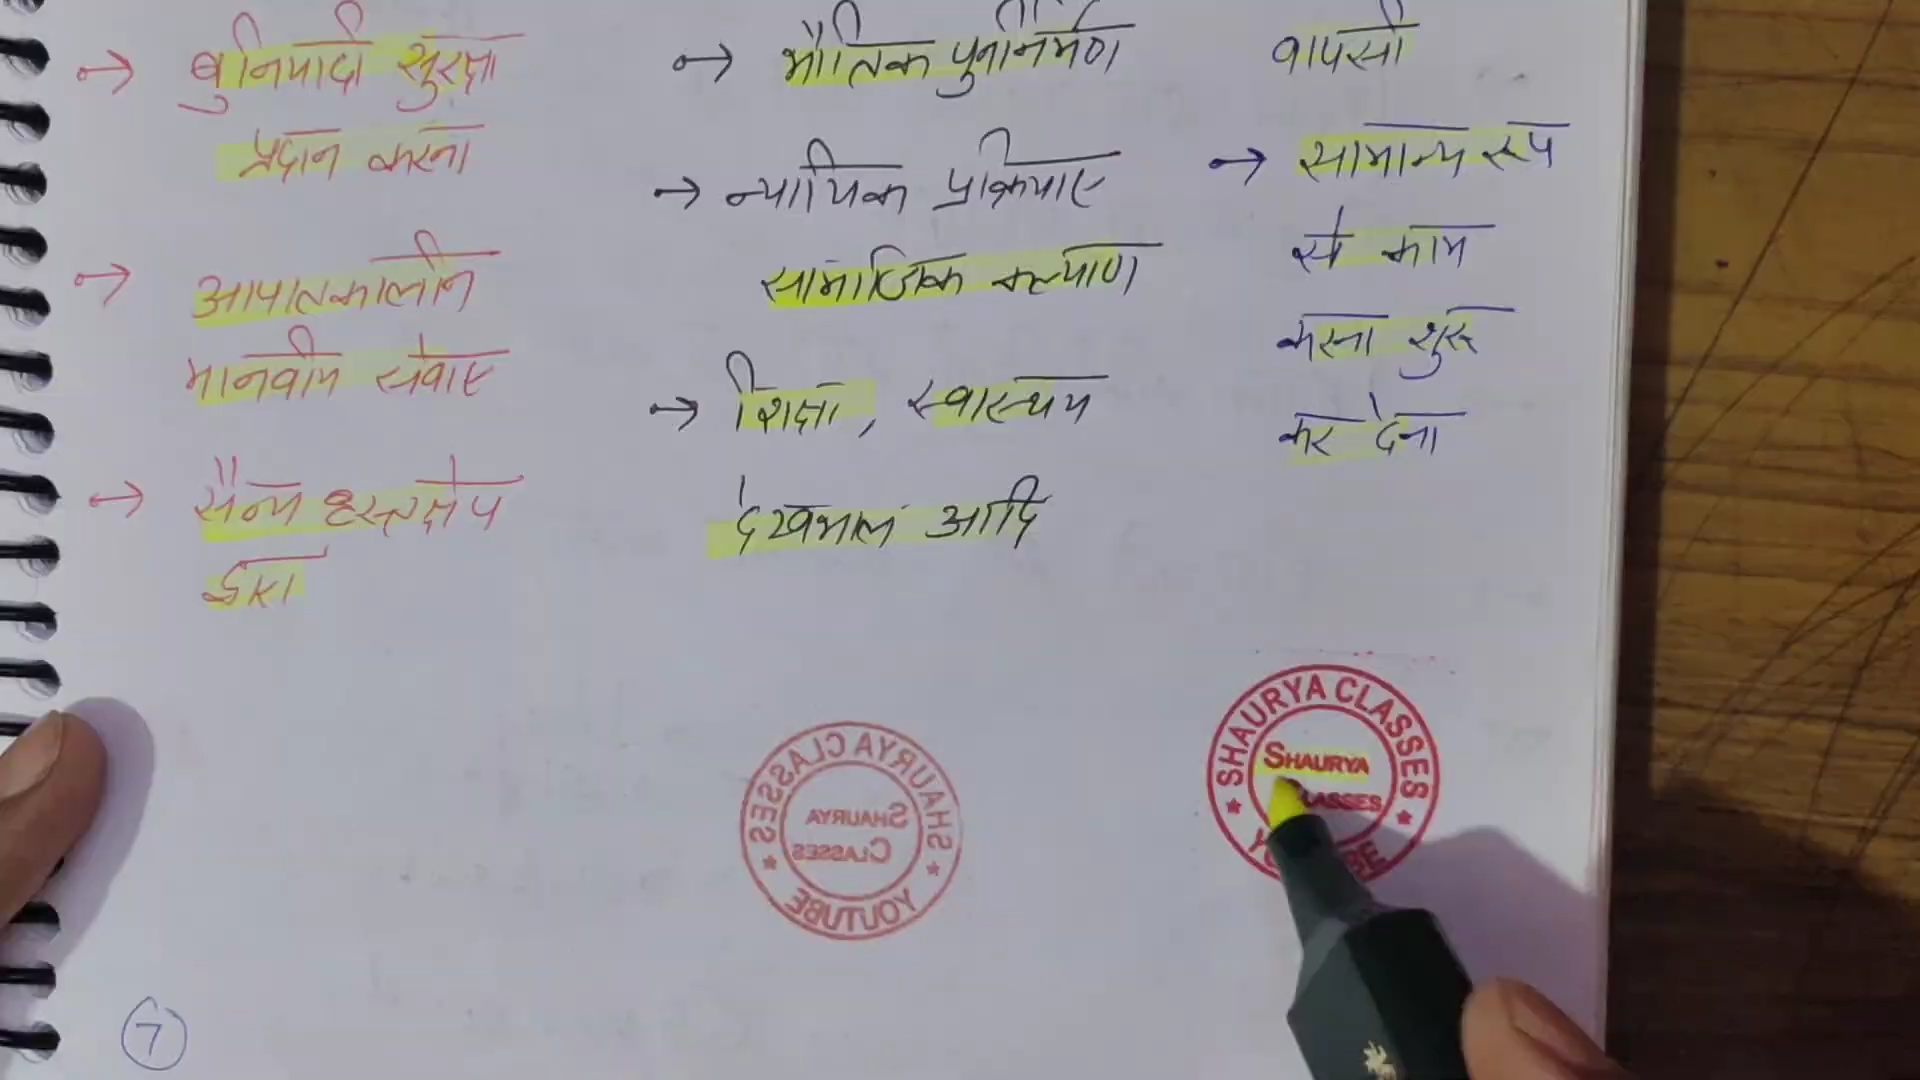 → बुनियादी सुरक्षा
प्रदान करना
→ आपातकालीन
मानवीय सेवाएं
→ सैन्य हस्तक्षेप
द्वारा
→ भौतिक पुनर्निर्माण
→ न्यायिक प्रक्रियाएं
सामाजिक कल्याण
→ शिक्षा, स्वास्थ्य
देखभाल आदि
वापसी
→ सामान्य रूप
से काम
करना शुरू
कर देना
SHAURYA CLASSES
SHAURYA
CLASSES
YOUTUBE
SHAURYA CLASSES
SHAURYA
CLASSES
YOUTUBE
7